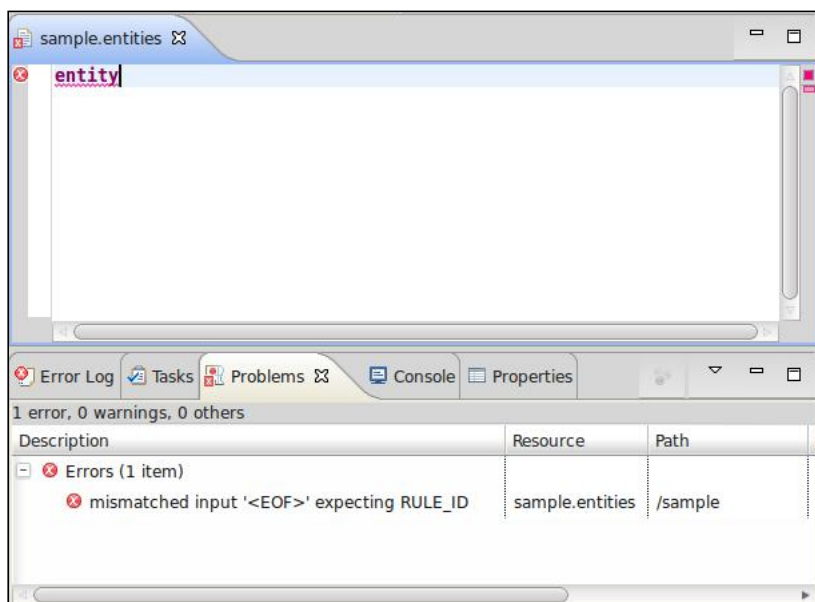 sample.entities
entity
Error Log Tasks Problems Console Properties
1 error, 0 warnings, 0 others
Description Resource Path
Errors (1 item)
mismatched input '<EOF>' expecting RULE_ID sample.entities /sample